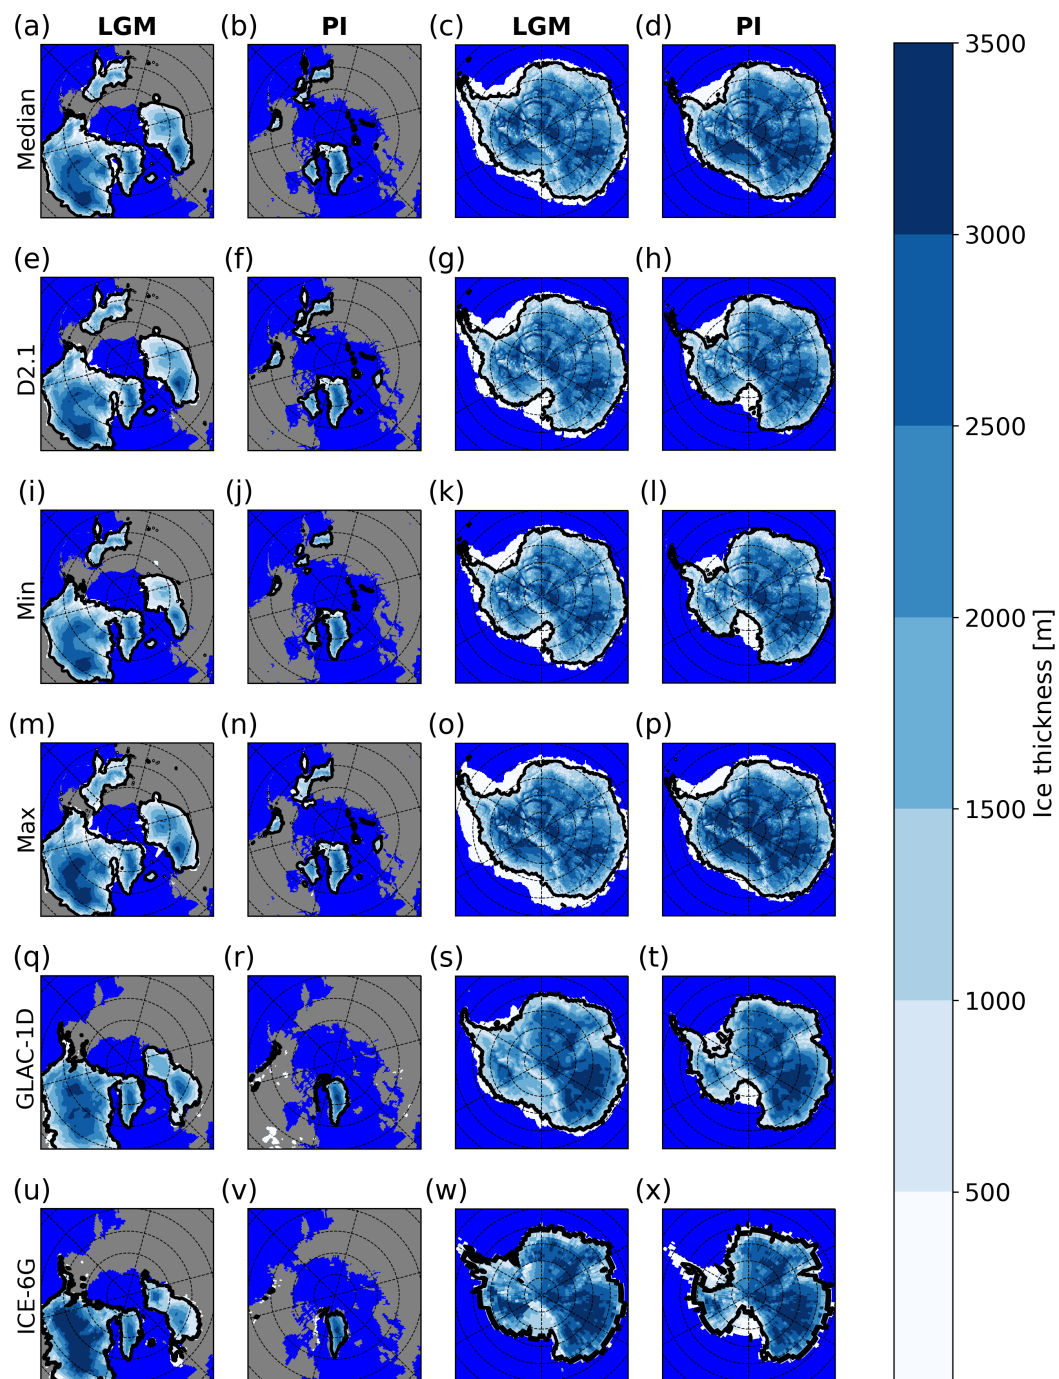 (a) LGM (b) PI (c) LGM (d) PI
Median
(e) (f) (g) (h)
D2.1
(i) (j) (k) (l)
Min
(m) (n) (o) (p)
Max
(q) (r) (s) (t)
GLAC-1D
(u) (v) (w) (x)
ICE-6G
3500
3000
2500
2000
1500
1000
500
Ice thickness [m]